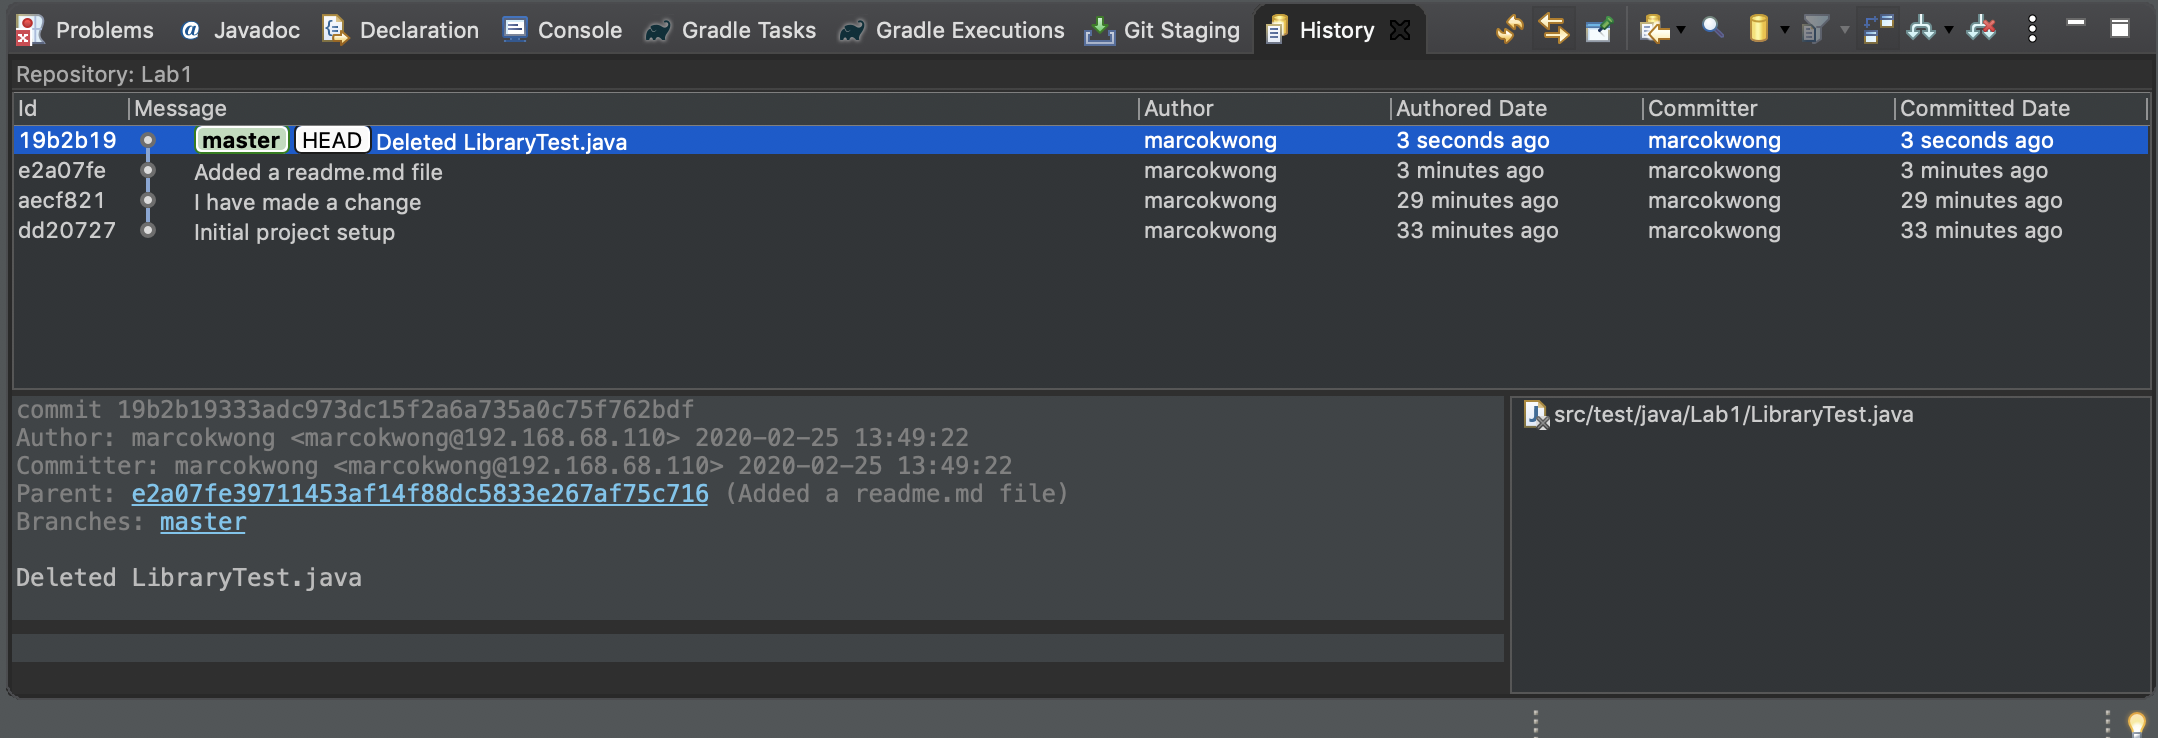 Problems Javadoc Declaration Console Gradle Tasks Gradle Executions Git Staging History
Repository: Lab1
Id Message Author Authored Date Committer Committed Date
19b2b19 master HEAD Deleted LibraryTest.java marcokwong 3 seconds ago marcokwong 3 seconds ago
e2a07fe Added a readme.md file marcokwong 3 minutes ago marcokwong 3 minutes ago
aecf821 I have made a change marcokwong 29 minutes ago marcokwong 29 minutes ago
dd20727 Initial project setup marcokwong 33 minutes ago marcokwong 33 minutes ago
commit 19b2b19333adc973dc15f2a6a735a0c75f762bdf
Author: marcokwong <marcokwong@192.168.68.110> 2020-02-25 13:49:22
Committer: marcokwong <marcokwong@192.168.68.110> 2020-02-25 13:49:22
Parent: e2a07fe39711453af14f88dc5833e267af75c716 (Added a readme.md file)
Branches: master
Deleted LibraryTest.java
src/test/java/Lab1/LibraryTest.java